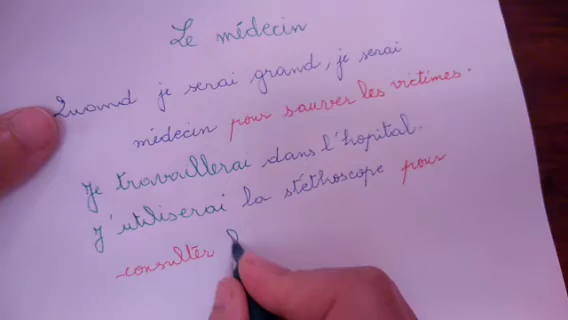 Le médecin
Quand je serai grand, je serai
médecin pour sauver les victimes.
Je travaillerai dans l'hopital.
J'utiliserai la stéthoscope pour
consulter l